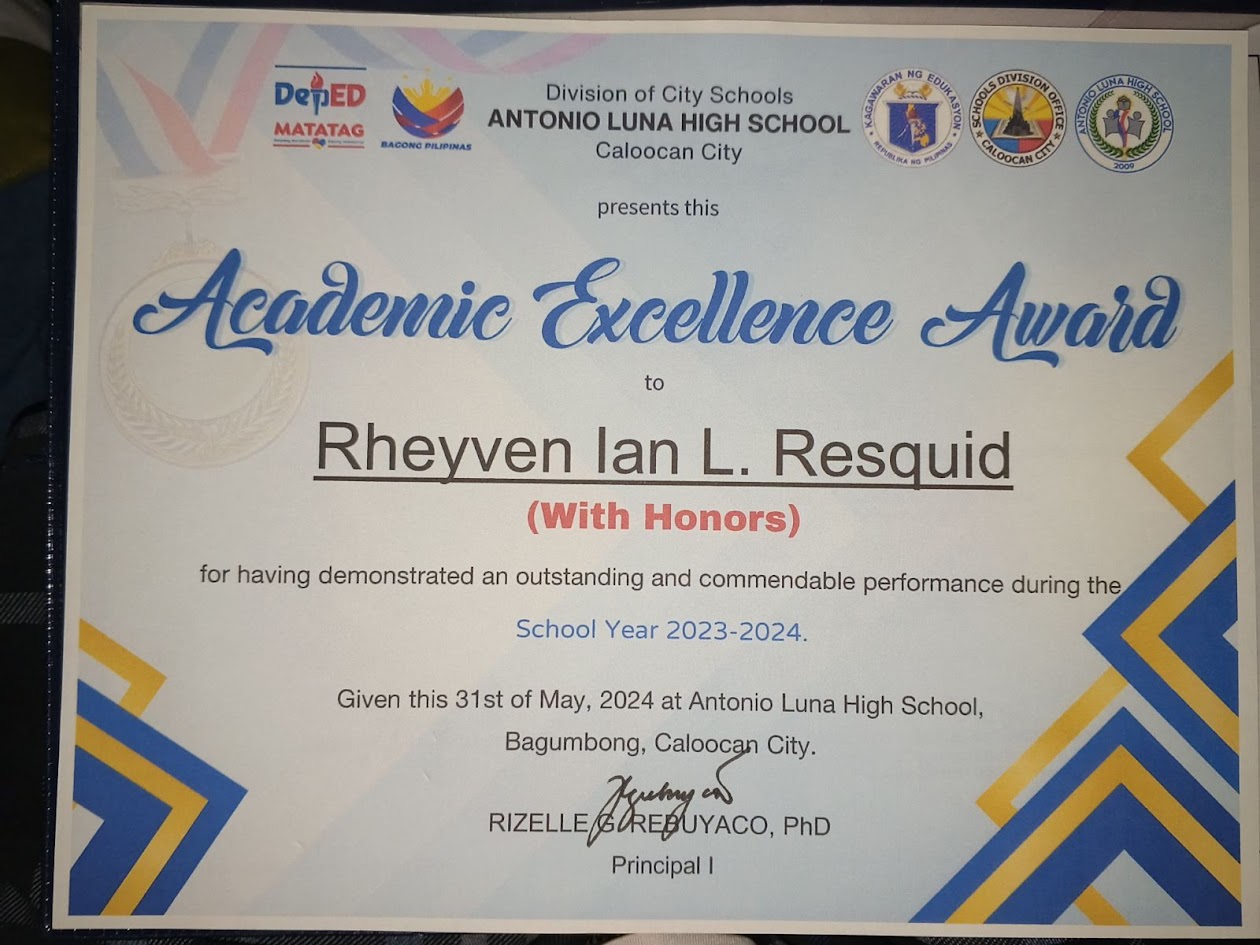 DepED
MATATAG
BAGONG PILIPINAS
Division of City Schools
ANTONIO LUNA HIGH SCHOOL
Caloocan City
KAGAWARAN NG EDUKASYON
REPUBLIKA NG PILIPINAS
SCHOOLS DIVISION OFFICE
CALOOCAN CITY
ANTONIO LUNA HIGH SCHOOL
2009
presents this
Academic Excellence Award
to
Rheyven Ian L. Resquid
(With Honors)
for having demonstrated an outstanding and commendable performance during the
School Year 2023-2024.
Given this 31st of May, 2024 at Antonio Luna High School,
Bagumbong, Caloocan City.
RIZELLE G. REBUYACO, PhD
Principal I